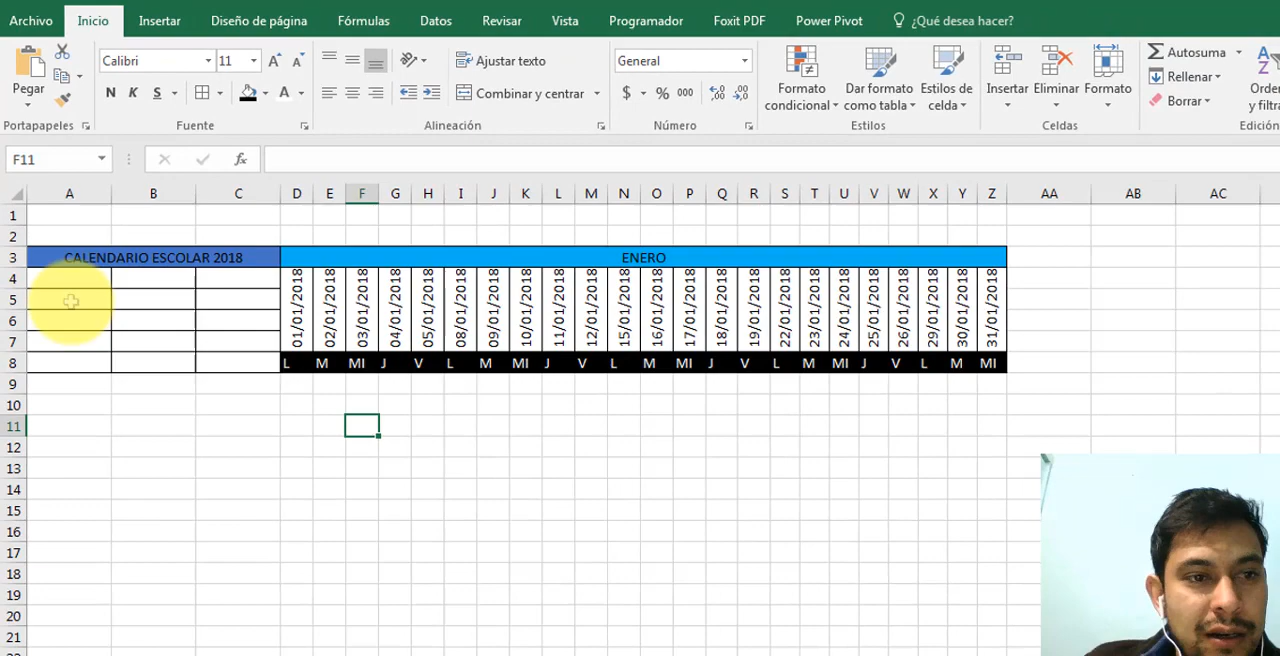 Archivo Inicio Insertar Diseño de página Fórmulas Datos Revisar Vista Programador Foxit PDF Power Pivot ¿Qué desea hacer?
Calibri 11 Ajustar texto General Autosuma
Pegar N K S Combinar y centrar $ % 000 Formato condicional Dar formato como tabla Estilos de celda Insertar Eliminar Formato Rellenar Borrar Orde y filtra
Portapapeles Fuente Alineación Número Estilos Celdas Edición
F11 fx
A B C D E F G H I J K L M N O P Q R S T U V W X Y Z AA AB AC
1
2
3 CALENDARIO ESCOLAR 2018 ENERO
4
5
6
7
01/01/2018 02/01/2018 03/01/2018 04/01/2018 05/01/2018 08/01/2018 09/01/2018 10/01/2018 11/01/2018 12/01/2018 15/01/2018 16/01/2018 17/01/2018 18/01/2018 19/01/2018 22/01/2018 23/01/2018 24/01/2018 25/01/2018 26/01/2018 29/01/2018 30/01/2018 31/01/2018
8 L M MI J V L M MI J V L M MI J V L M MI J V L M MI
9
10
11
12
13
14
15
16
17
18
19
20
21